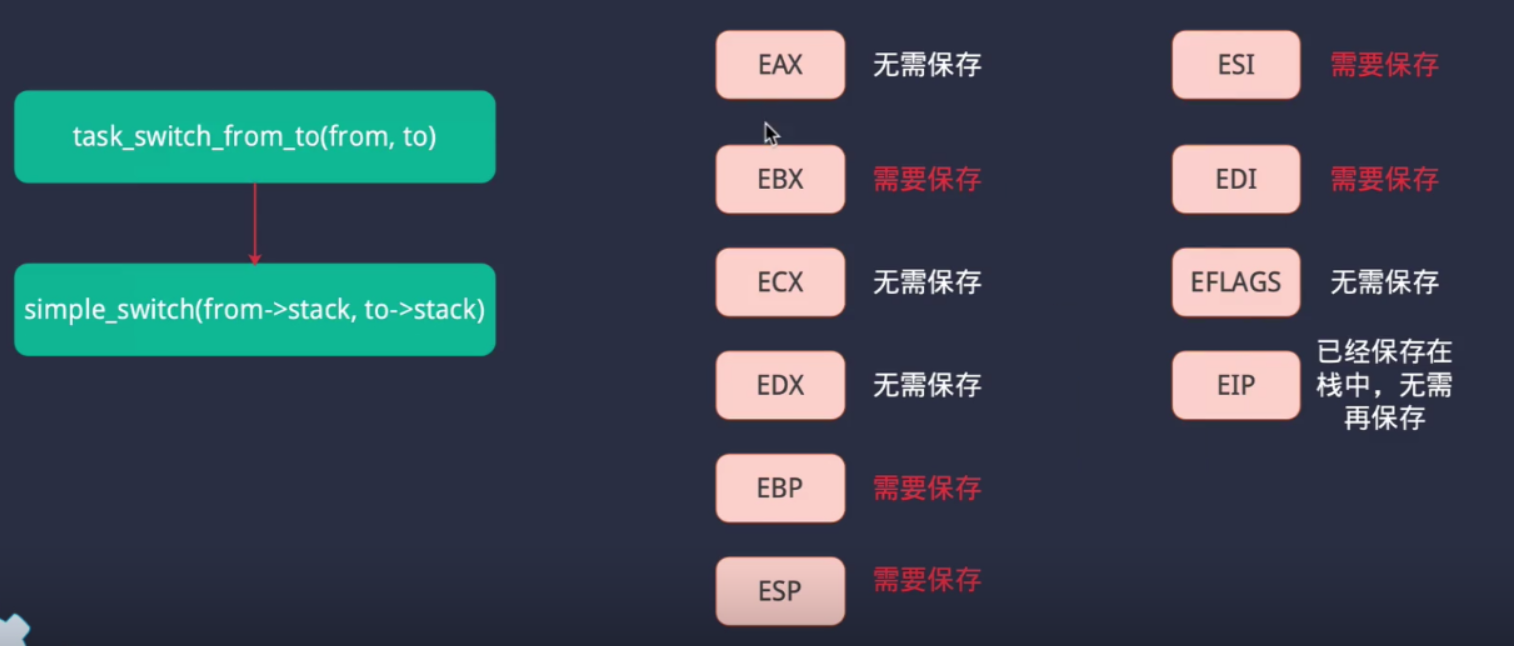 task_switch_from_to(from, to)
simple_switch(from->stack, to->stack)
EAX 无需保存
EBX 需要保存
ECX 无需保存
EDX 无需保存
EBP 需要保存
ESP 需要保存
ESI 需要保存
EDI 需要保存
EFLAGS 无需保存
EIP
已经保存在
栈中，无需
再保存